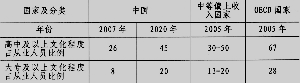 国家及分类 中国 中等偏上收入国家 OECD 国家
年份 2007年 2020年 2005年 2005年
高中及以上文化程度占从业人员比例 26 45 30-50 67
大专及以上文化程度占从业人员比例 8 20 13-20 28